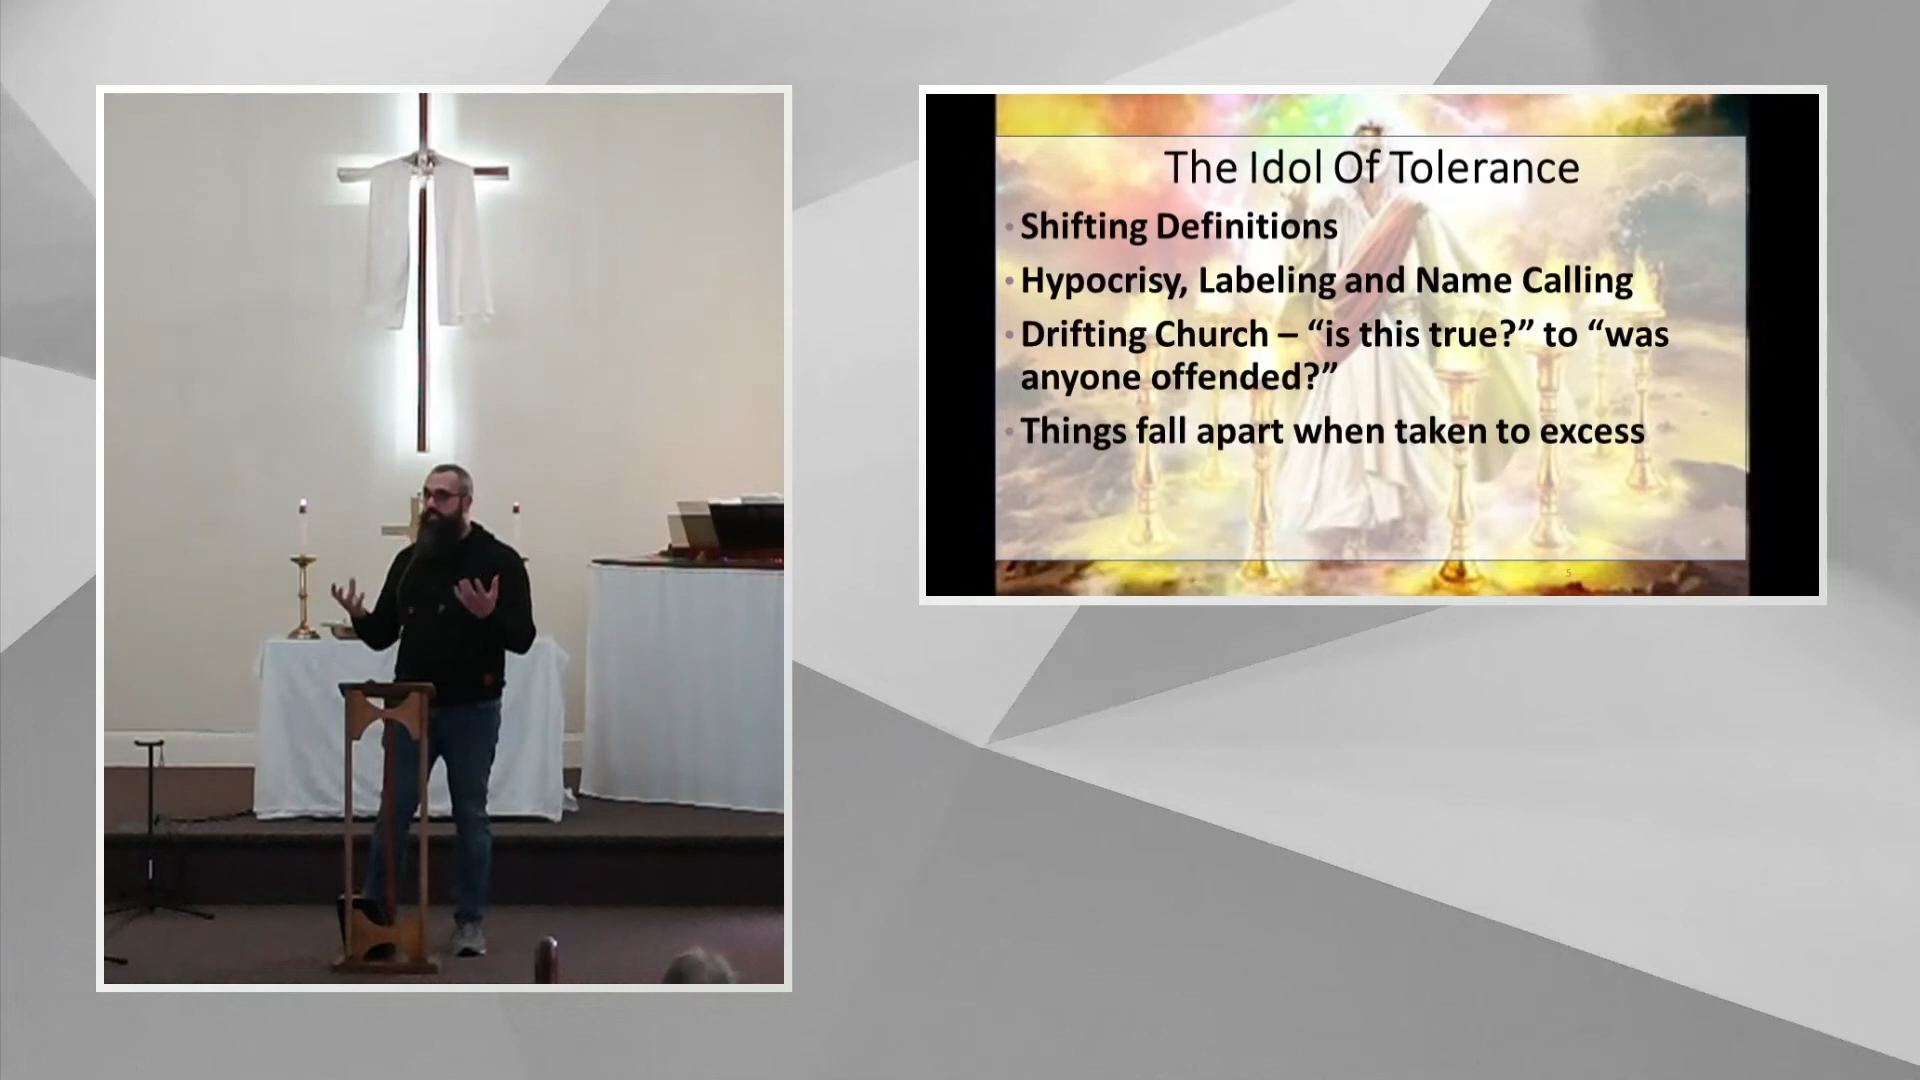 The Idol Of Tolerance
• Shifting Definitions
• Hypocrisy, Labeling and Name Calling
• Drifting Church – “is this true?” to “was
anyone offended?”
• Things fall apart when taken to excess
5